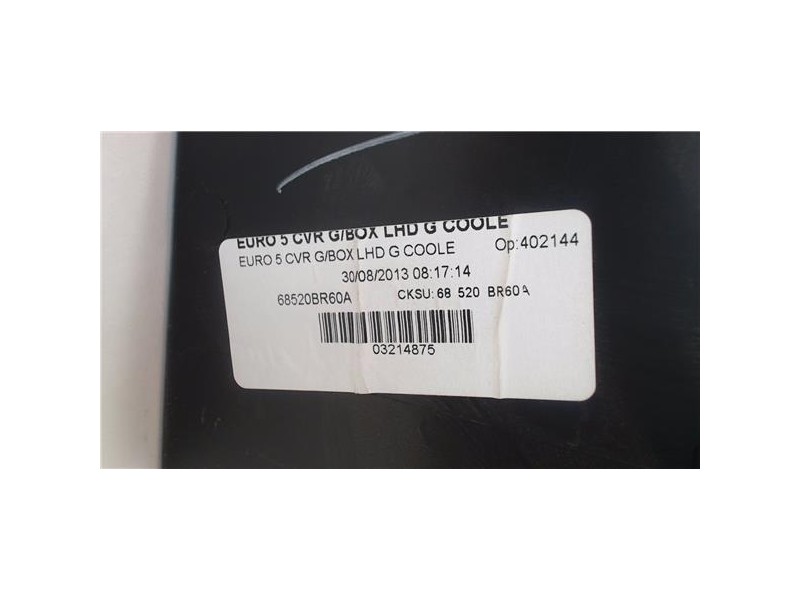 EURO 5 CVR G/BOX LHD G COOLE
EURO 5 CVR G/BOX LHD G COOLE Op:402144
30/08/2013 08:17:14
68520BR60A CKSU: 68 520 BR60A
03214875